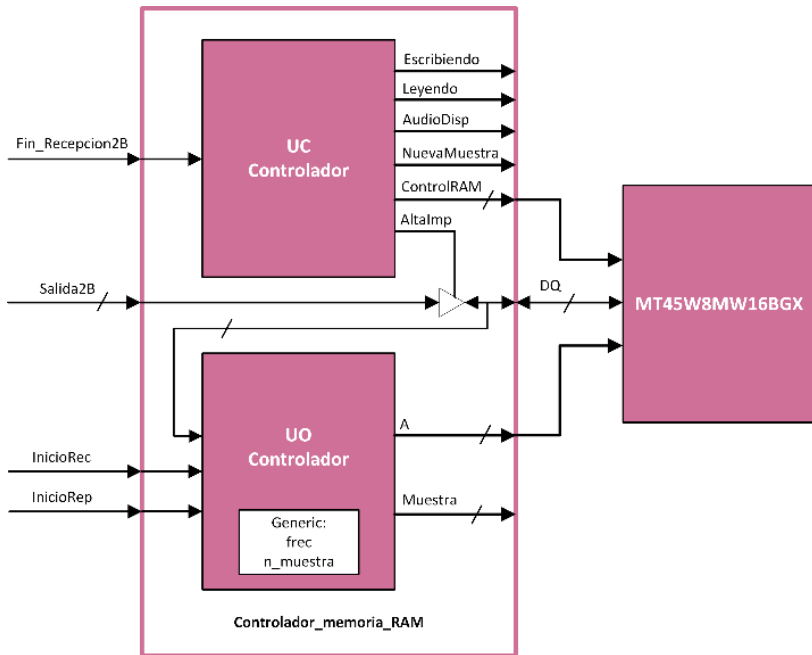 Escribiendo
Leyendo
AudioDisp
Fin_Recepcion2B
UC
Controlador
NuevaMuestra
ControlRAM
AltaImp
Salida2B
DQ
MT45W8MW16BGX
UO
Controlador
A
InicioRec
InicioRep
Muestra
Generic:
frec
n_muestra
Controlador_memoria_RAM